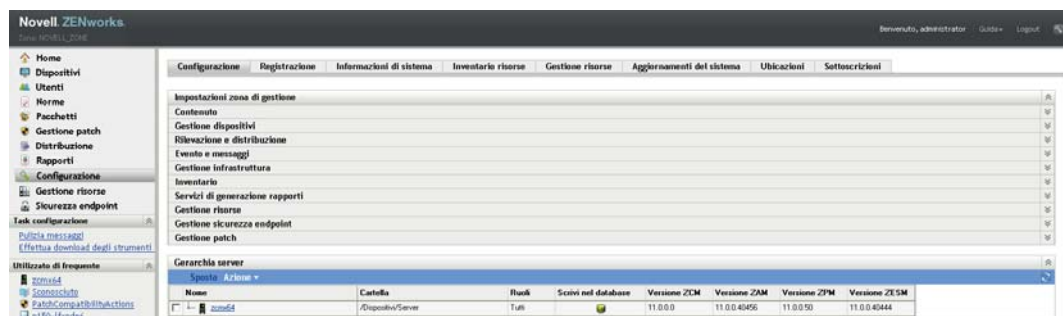 Novell ZENworks
Zona: NOVELL_ZONE
Benvenuto, administrator Guide Logout
Home
Dispositivi
Utenti
Norme
Pacchetti
Gestione patch
Distribuzione
Rapporti
Configurazione
Gestione risorse
Sicurezza endpoint
Task configurazione
Pulizia messaggi
Effettua download degli strumenti
Utilizzato di frequente
zcmx64
Sconosciuto
PatchCompatibilityActions
Configurazione Registrazione Informazioni di sistema Inventario risorse Gestione risorse Aggiornamenti del sistema Ubicazioni Sottoscrizioni
Impostazioni zona di gestione
Contenuto
Gestione dispositivi
Rilevazione e distribuzione
Evento e messaggi
Gestione infrastruttura
Inventario
Servizi di generazione rapporti
Gestione risorse
Gestione sicurezza endpoint
Gestione patch
Gerarchia server
Sposta Azione
Nome Cartella Ruoli Scrivi nel database Versione ZCM Versione ZAM Versione ZPM Versione ZESM
zcmx64 /Dispositivi/Server Tutti 11.0.0.0 11.0.0.40456 11.0.0.50 11.0.0.40444